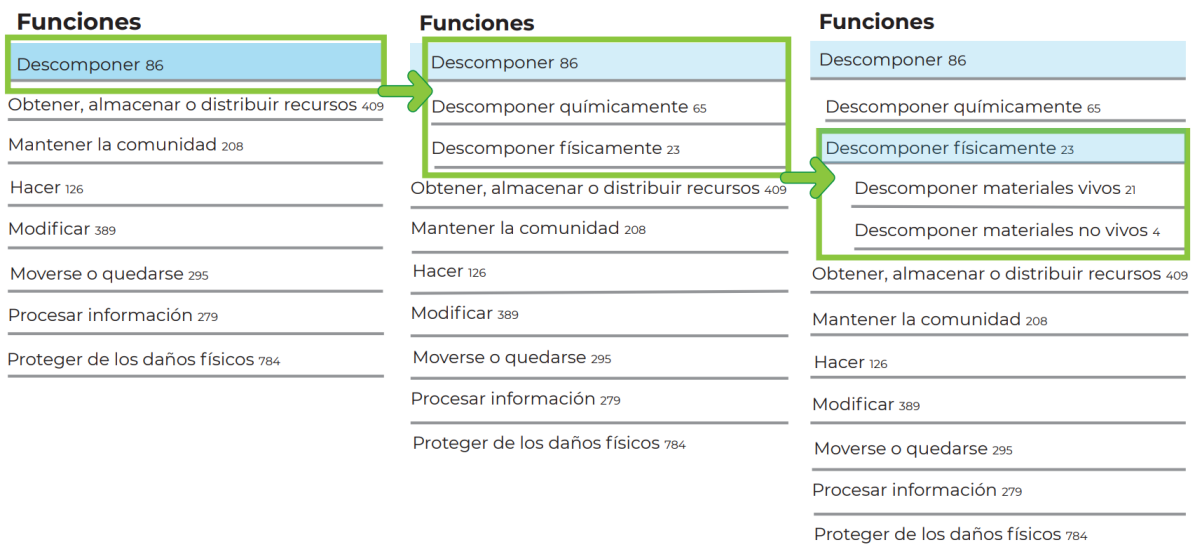 Funciones
Descomponer 86
Obtener, almacenar o distribuir recursos 409
Mantener la comunidad 208
Hacer 126
Modificar 389
Moverse o quedarse 295
Procesar información 279
Proteger de los daños físicos 784
Funciones
Descomponer 86
Descomponer químicamente 65
Descomponer físicamente 23
Obtener, almacenar o distribuir recursos 409
Mantener la comunidad 208
Hacer 126
Modificar 389
Moverse o quedarse 295
Procesar información 279
Proteger de los daños físicos 784
Funciones
Descomponer 86
Descomponer químicamente 65
Descomponer físicamente 23
Descomponer materiales vivos 21
Descomponer materiales no vivos 4
Obtener, almacenar o distribuir recursos 409
Mantener la comunidad 208
Hacer 126
Modificar 389
Moverse o quedarse 295
Procesar información 279
Proteger de los daños físicos 784